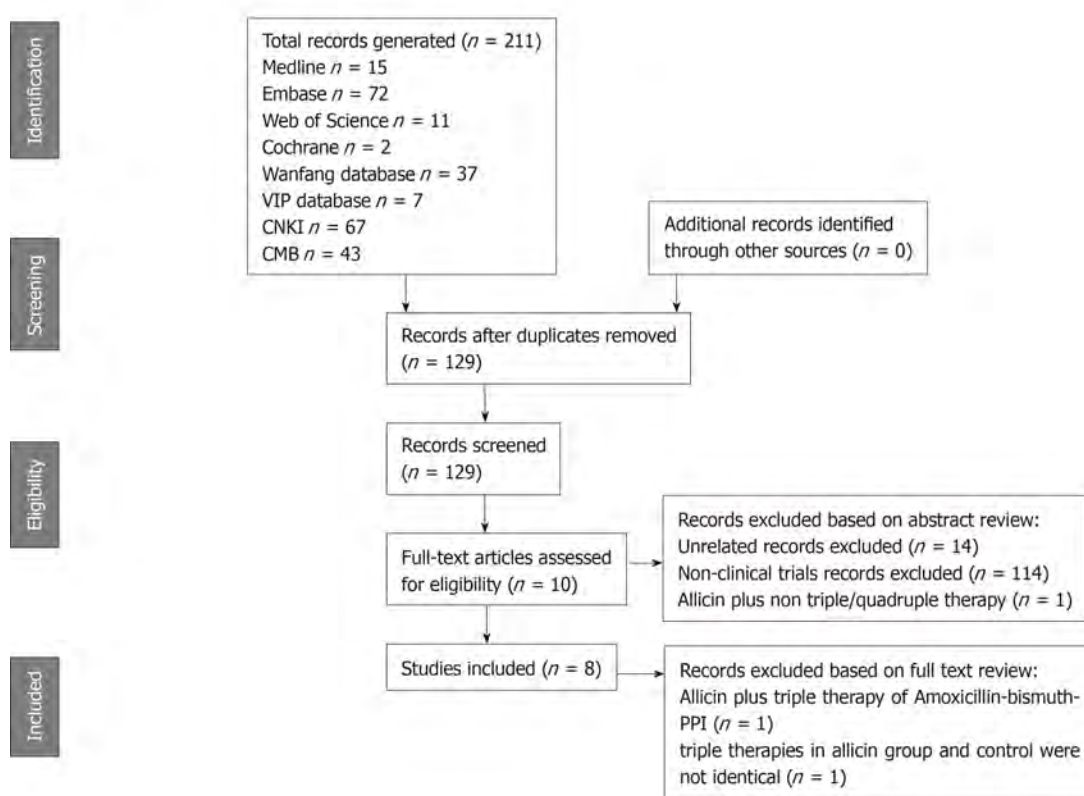 Identification
Total records generated (n = 211)
Medline n = 15
Embase n = 72
Web of Science n = 11
Cochrane n = 2
Wanfang database n = 37
VIP database n = 7
CNKI n = 67
CMB n = 43
Screening
Additional records identified
through other sources (n = 0)
Records after duplicates removed
(n = 129)
Records screened
(n = 129)
Eligibility
Full-text articles assessed
for eligibility (n = 10)
Records excluded based on abstract review:
Unrelated records excluded (n = 14)
Non-clinical trials records excluded (n = 114)
Allicin plus non triple/quadruple therapy (n = 1)
Included
Studies included (n = 8)
Records excluded based on full text review:
Allicin plus triple therapy of Amoxicillin-bismuth-
PPI (n = 1)
triple therapies in allicin group and control were
not identical (n = 1)